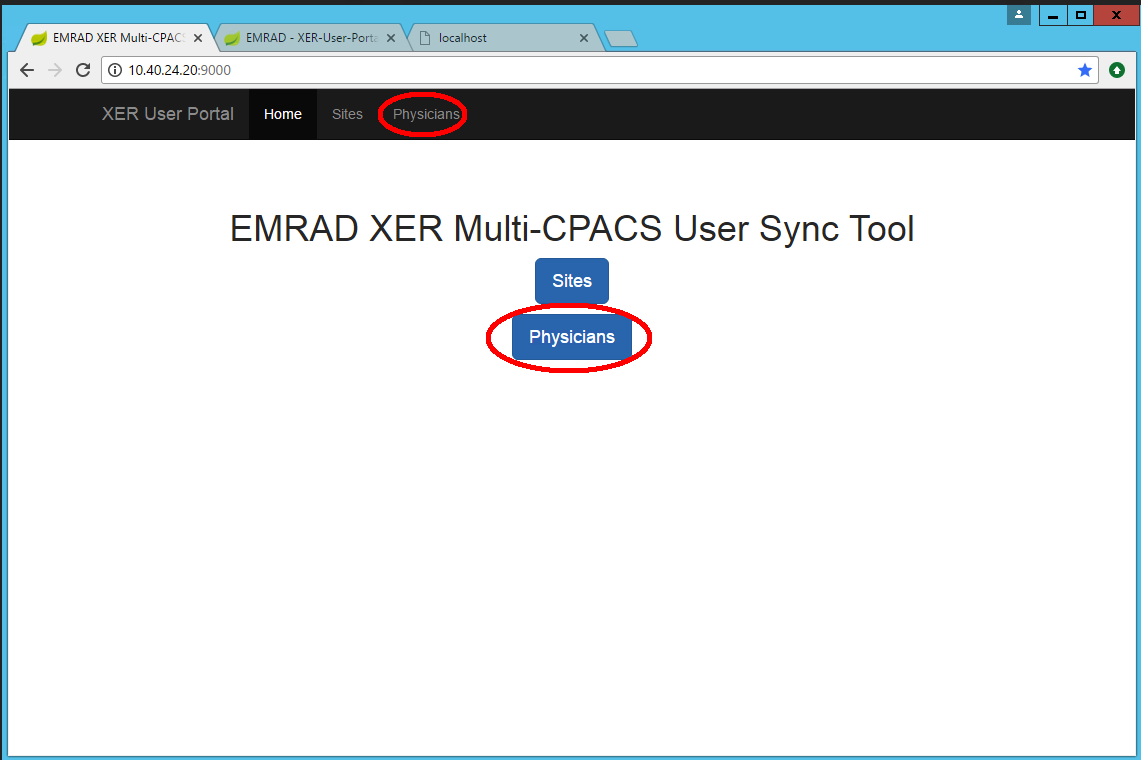 EMRAD XER Multi-CPACS
EMRAD - XER-User-Porta
localhost
10.40.24.20:9000
XER User Portal Home Sites Physicians
EMRAD XER Multi-CPACS User Sync Tool
Sites
Physicians